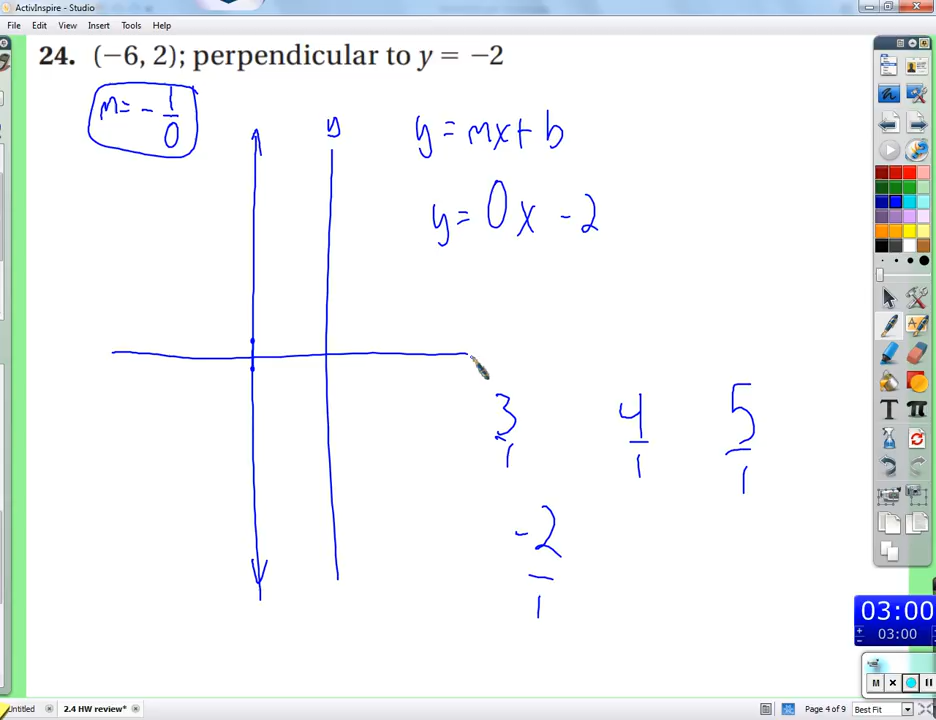 ActivInspire - Studio
File Edit View Insert Tools Help
24. (−6, 2); perpendicular to y = −2
m = - 1/0
y
y = mx + b
y = 0x - 2
3/1 4/1 5/1
-2/1
03:00
03:00
M
Untitled 2.4 HW review* Page 4 of 9 Best Fit